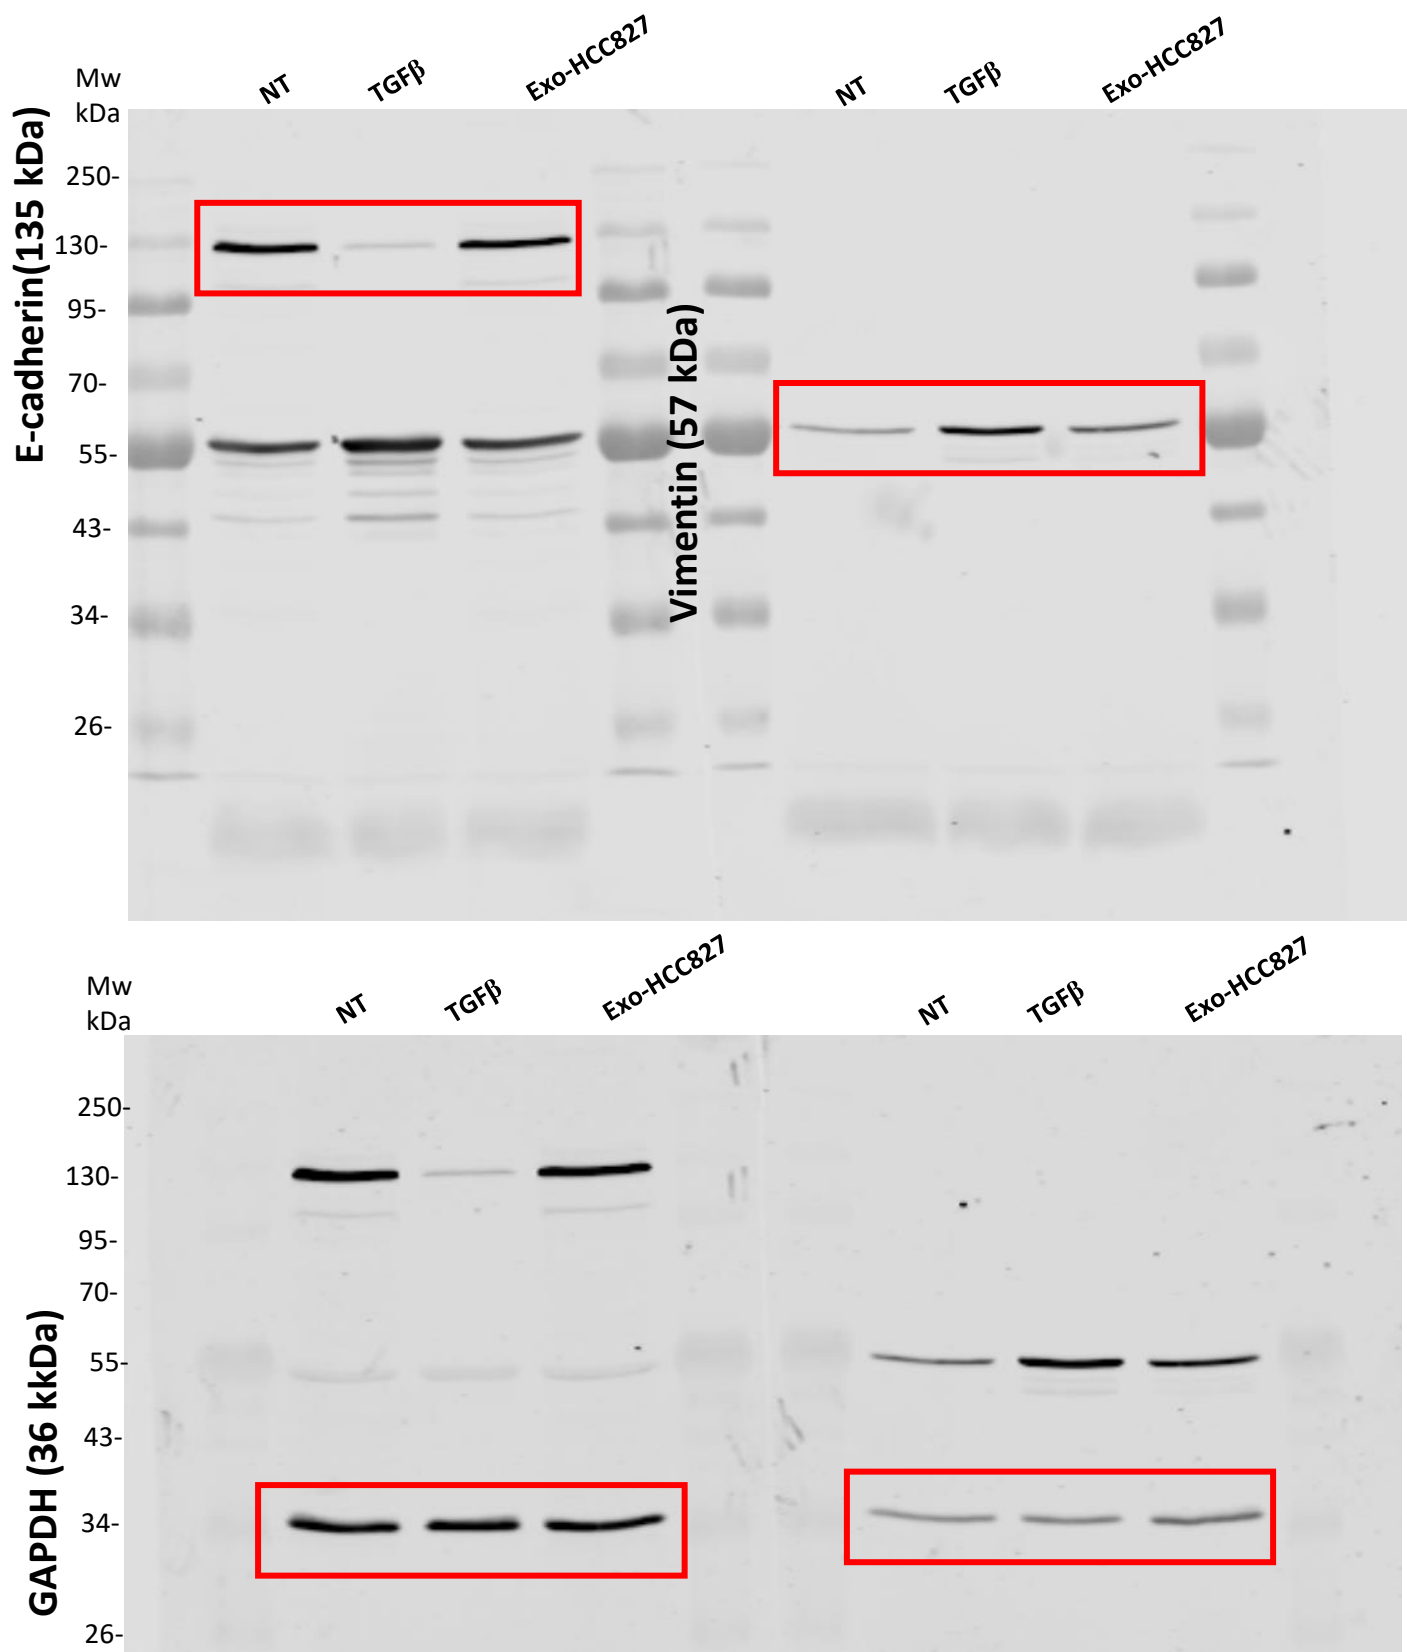 Mw
kDa
NT
TGFβ
Exo-HCC827
NT
TGFβ
Exo-HCC827
E-cadherin(135 kDa)
250-
130-
95-
70-
55-
43-
34-
26-
Vimentin (57 kDa)
Mw
kDa
NT
TGFβ
Exo-HCC827
NT
TGFβ
Exo-HCC827
GAPDH (36 kkDa)
250-
130-
95-
70-
55-
43-
34-
26-